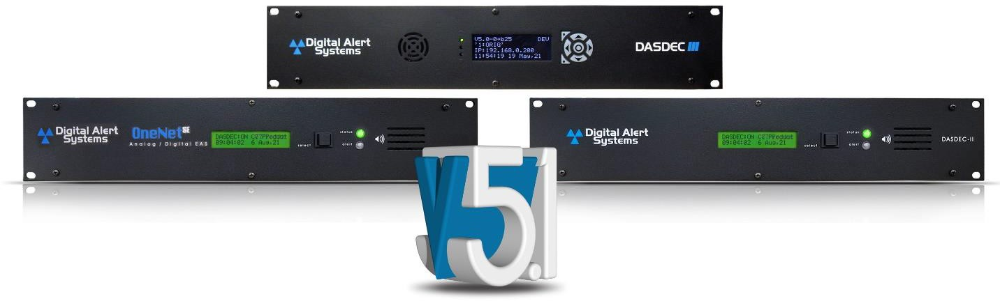 Digital Alert
Systems
V5.0-0+b25 DEV
'1:ORIG'
IP:192.168.0.200
11:54:19 19 May,21
DASDEC III
Digital Alert
Systems
OneNet SE
Analog / Digital EAS
DASDEC:ON C77Peddat
09:04:02 6 Aug,21
select
status
alert
Digital Alert
Systems
DASDEC:ON C77Peddat
09:04:02 6 Aug,21
select
status
alert
DASDEC-II
V5.1